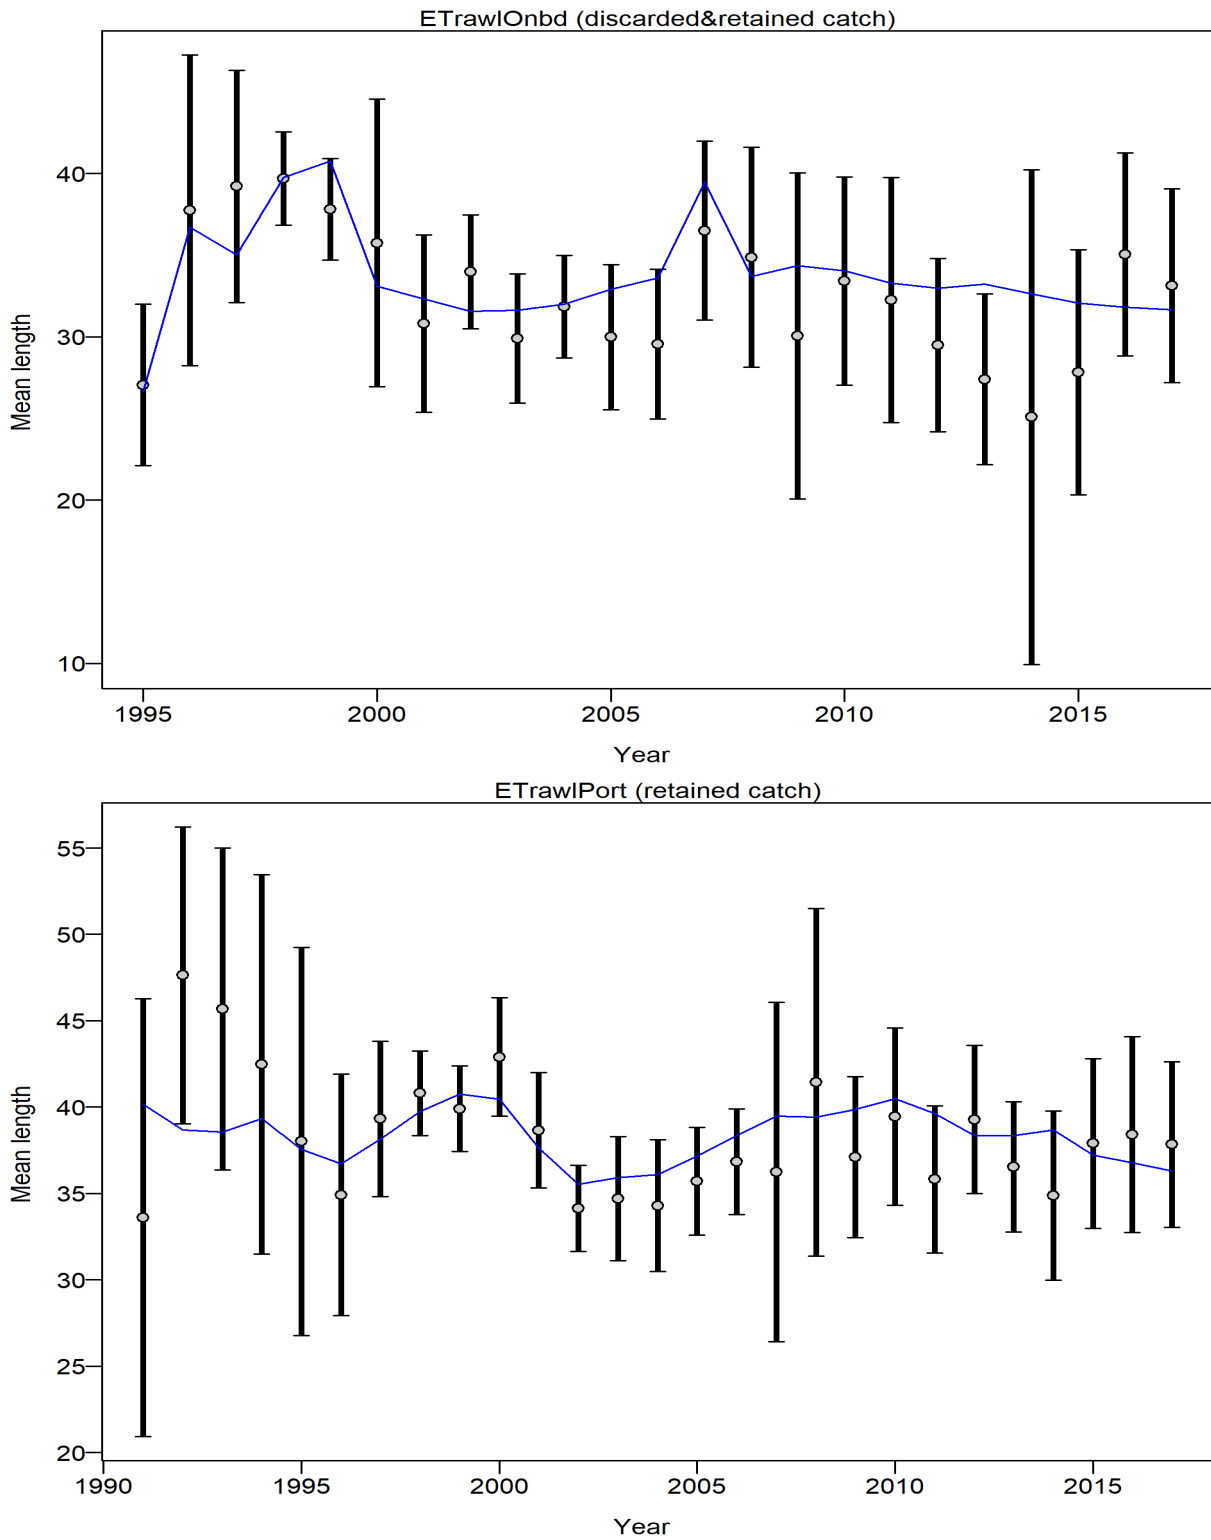 ETrawlOnbd (discarded&retained catch)
Mean length
40
30
20
10
1995 2000 2005 2010 2015
Year
ETrawlPort (retained catch)
Mean length
55
50
45
40
35
30
25
20
1990 1995 2000 2005 2010 2015
Year